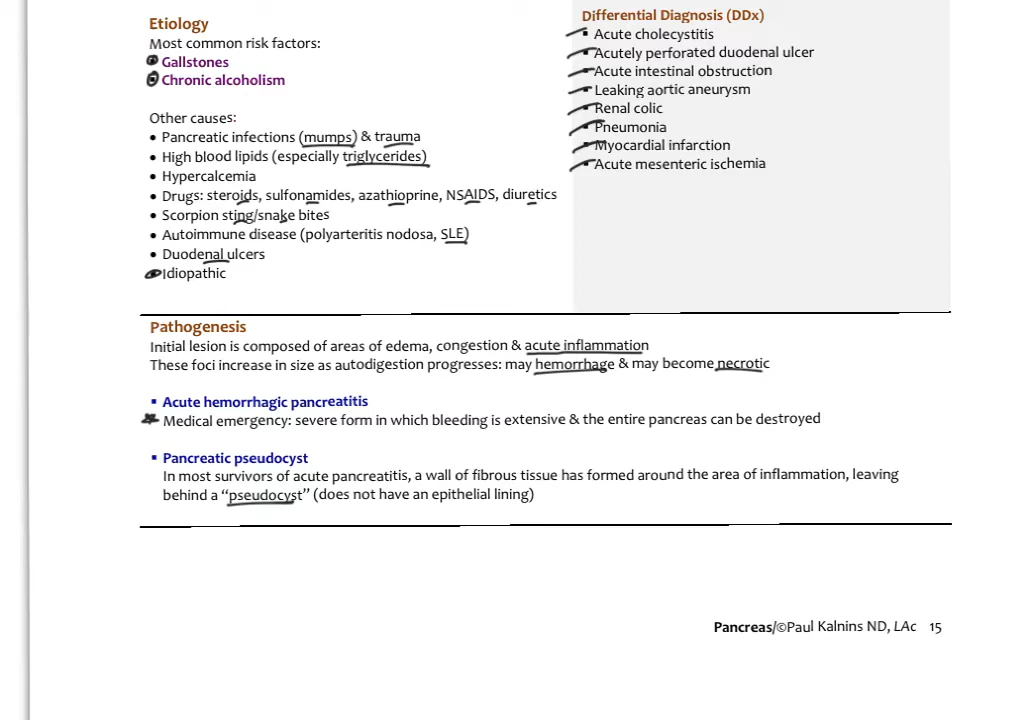 Etiology
Most common risk factors:
Gallstones
Chronic alcoholism
Other causes:
• Pancreatic infections (mumps) & trauma
• High blood lipids (especially triglycerides)
• Hypercalcemia
• Drugs: steroids, sulfonamides, azathioprine, NSAIDS, diuretics
• Scorpion sting/snake bites
• Autoimmune disease (polyarteritis nodosa, SLE)
• Duodenal ulcers
Idiopathic
Differential Diagnosis (DDx)
▪ Acute cholecystitis
▪ Acutely perforated duodenal ulcer
▪ Acute intestinal obstruction
▪ Leaking aortic aneurysm
▪ Renal colic
▪ Pneumonia
▪ Myocardial infarction
▪ Acute mesenteric ischemia
Pathogenesis
Initial lesion is composed of areas of edema, congestion & acute inflammation
These foci increase in size as autodigestion progresses: may hemorrhage & may become necrotic
▪ Acute hemorrhagic pancreatitis
Medical emergency: severe form in which bleeding is extensive & the entire pancreas can be destroyed
▪ Pancreatic pseudocyst
In most survivors of acute pancreatitis, a wall of fibrous tissue has formed around the area of inflammation, leaving
behind a “pseudocyst” (does not have an epithelial lining)
Pancreas/©Paul Kalnins ND, LAc 15